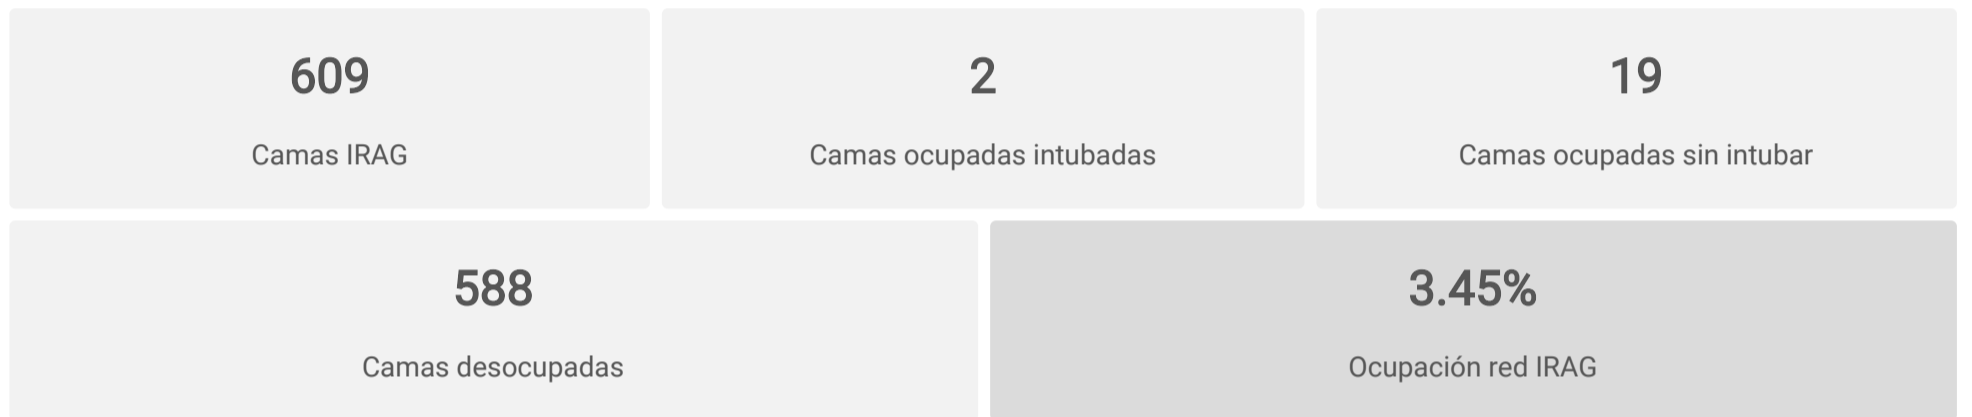 609
Camas IRAG
2
Camas ocupadas intubadas
19
Camas ocupadas sin intubar
588
Camas desocupadas
3.45%
Ocupación red IRAG